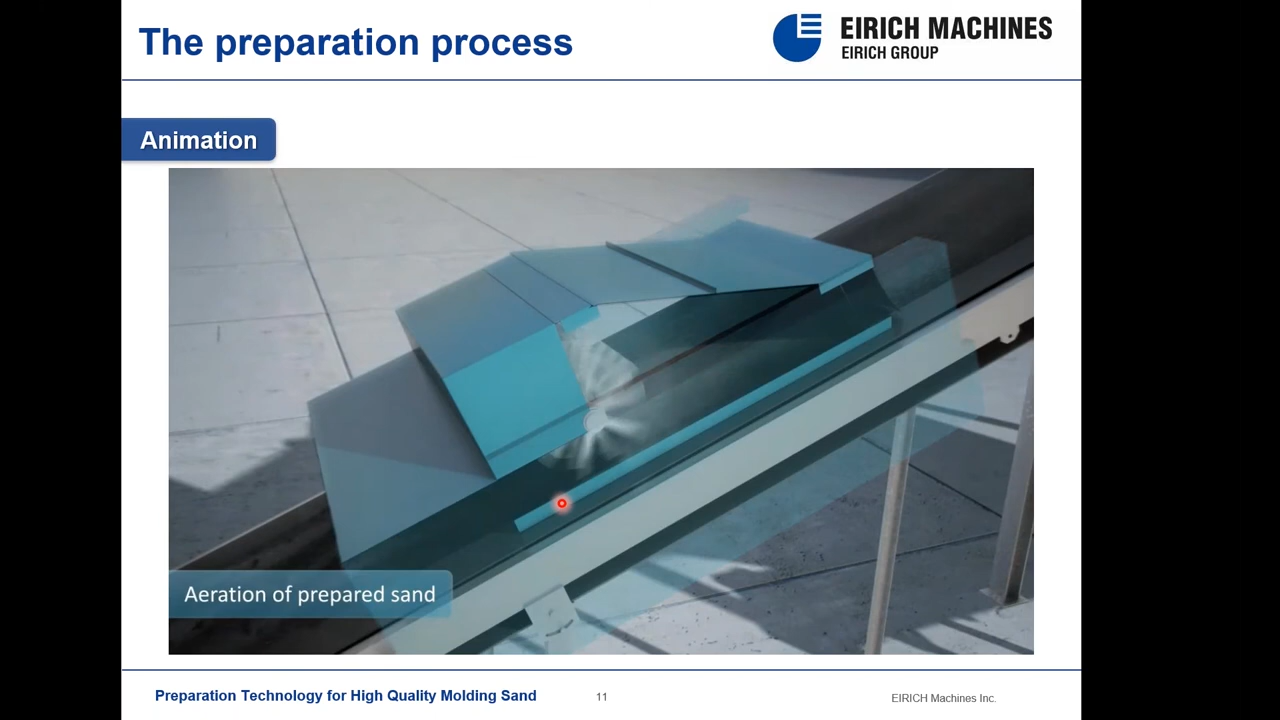 The preparation process
EIRICH MACHINES
EIRICH GROUP
Animation
Aeration of prepared sand
Preparation Technology for High Quality Molding Sand
11
EIRICH Machines Inc.